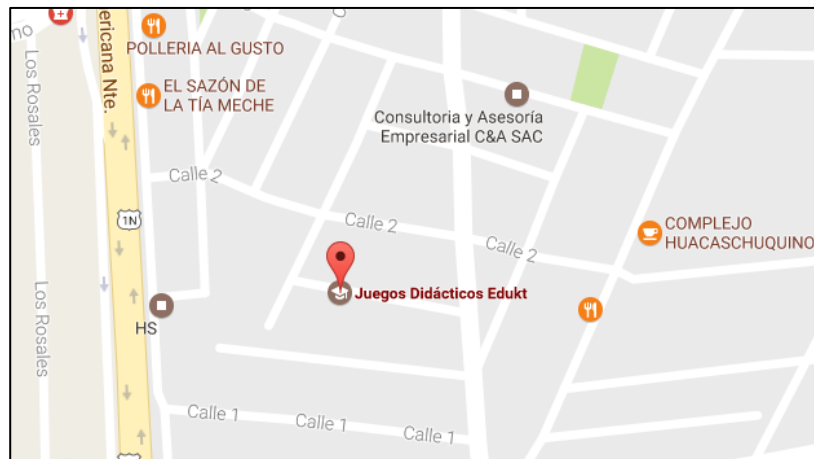 ericana Nte.
no
POLLERIA AL GUSTO
EL SAZÓN DE
LA TÍA MECHE
Los Rosales
Consultoria y Asesoría
Empresarial C&A SAC
Calle 2
Calle 2
Calle 2
1N
COMPLEJO
HUACASCHUQUINO
Juegos Didácticos Edukt
HS
Los Rosales
Calle 1
Calle 1
Calle 1